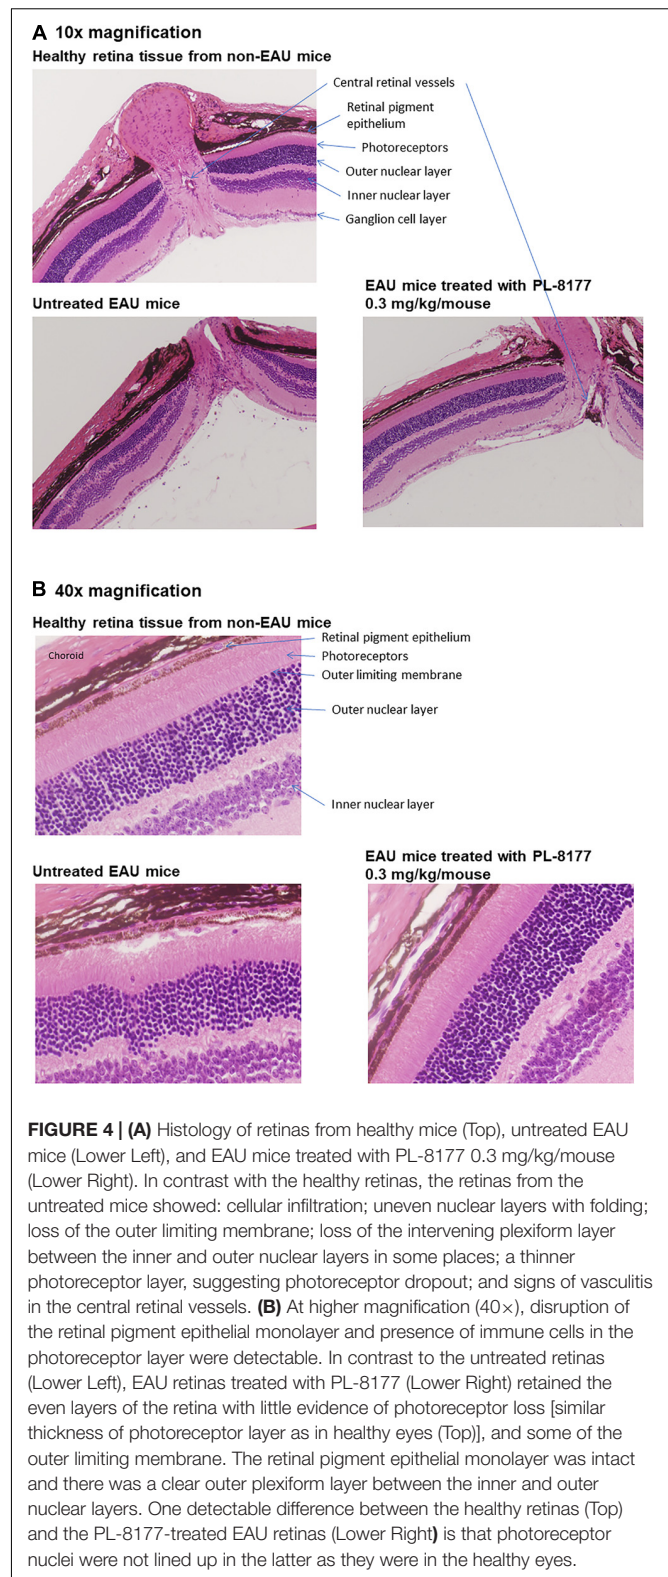 A 10x magnification
Healthy retina tissue from non-EAU mice
Central retinal vessels
Retinal pigment
epithelium
Photoreceptors
Outer nuclear layer
Inner nuclear layer
Ganglion cell layer
Untreated EAU mice
EAU mice treated with PL-8177
0.3 mg/kg/mouse
B 40x magnification
Healthy retina tissue from non-EAU mice
Choroid
Retinal pigment epithelium
Photoreceptors
Outer limiting membrane
Outer nuclear layer
Inner nuclear layer
Untreated EAU mice
EAU mice treated with PL-8177
0.3 mg/kg/mouse
FIGURE 4 | (A) Histology of retinas from healthy mice (Top), untreated EAU
mice (Lower Left), and EAU mice treated with PL-8177 0.3 mg/kg/mouse
(Lower Right). In contrast with the healthy retinas, the retinas from the
untreated mice showed: cellular infiltration; uneven nuclear layers with folding;
loss of the outer limiting membrane; loss of the intervening plexiform layer
between the inner and outer nuclear layers in some places; a thinner
photoreceptor layer, suggesting photoreceptor dropout; and signs of vasculitis
in the central retinal vessels. (B) At higher magnification (40×), disruption of
the retinal pigment epithelial monolayer and presence of immune cells in the
photoreceptor layer were detectable. In contrast to the untreated retinas
(Lower Left), EAU retinas treated with PL-8177 (Lower Right) retained the
even layers of the retina with little evidence of photoreceptor loss [similar
thickness of photoreceptor layer as in healthy eyes (Top)], and some of the
outer limiting membrane. The retinal pigment epithelial monolayer was intact
and there was a clear outer plexiform layer between the inner and outer
nuclear layers. One detectable difference between the healthy retinas (Top)
and the PL-8177-treated EAU retinas (Lower Right) is that photoreceptor
nuclei were not lined up in the latter as they were in the healthy eyes.